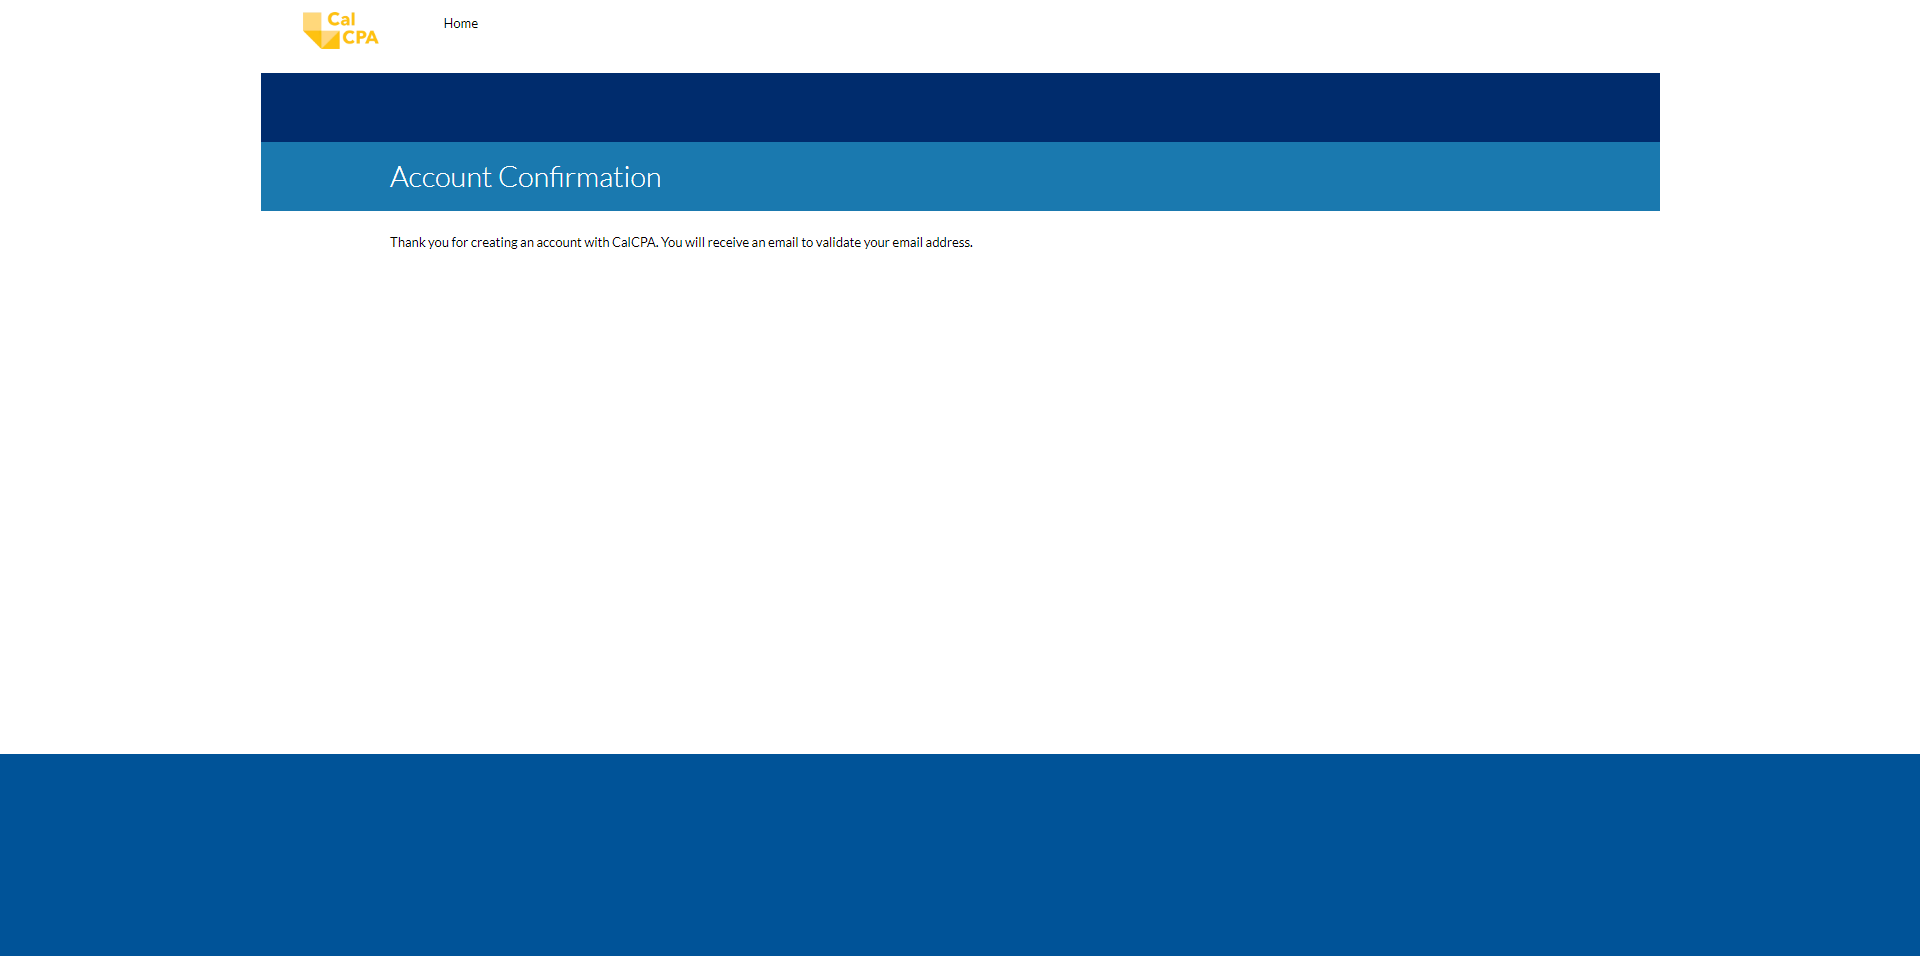 Cal
CPA
Home
Account Confirmation
Thank you for creating an account with CalCPA. You will receive an email to validate your email address.